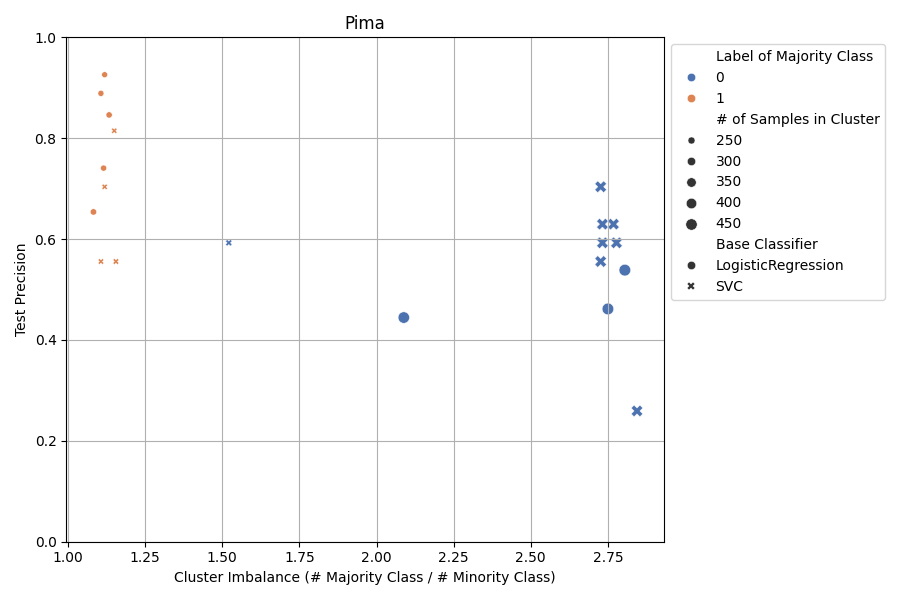 Pima
1.0
0.8
0.6
0.4
0.2
0.0
Test Precision
1.00 1.25 1.50 1.75 2.00 2.25 2.50 2.75
Cluster Imbalance (# Majority Class / # Minority Class)
Label of Majority Class
0
1
# of Samples in Cluster
250
300
350
400
450
Base Classifier
LogisticRegression
SVC